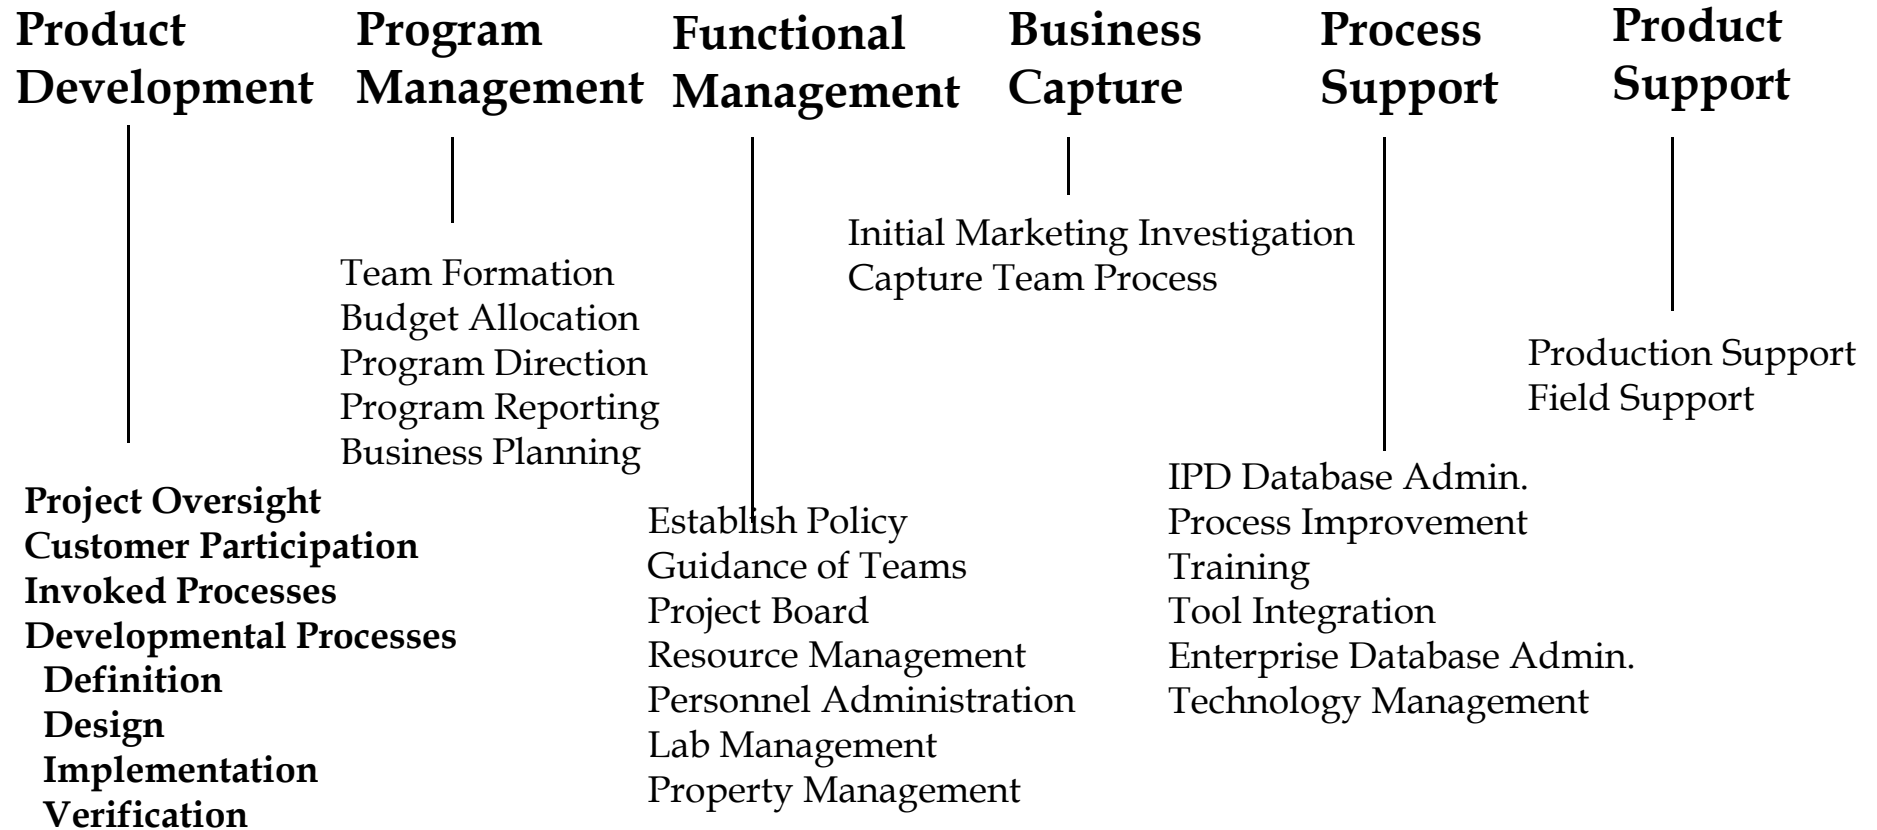 Product
Development
Program
Management
Functional
Management
Business
Capture
Process
Support
Product
Support
Initial Marketing Investigation
Capture Team Process
Team Formation
Budget Allocation
Program Direction
Program Reporting
Business Planning
Production Support
Field Support
Project Oversight
Customer Participation
Invoked Processes
Developmental Processes
Definition
Design
Implementation
Verification
Establish Policy
Guidance of Teams
Project Board
Resource Management
Personnel Administration
Lab Management
Property Management
IPD Database Admin.
Process Improvement
Training
Tool Integration
Enterprise Database Admin.
Technology Management